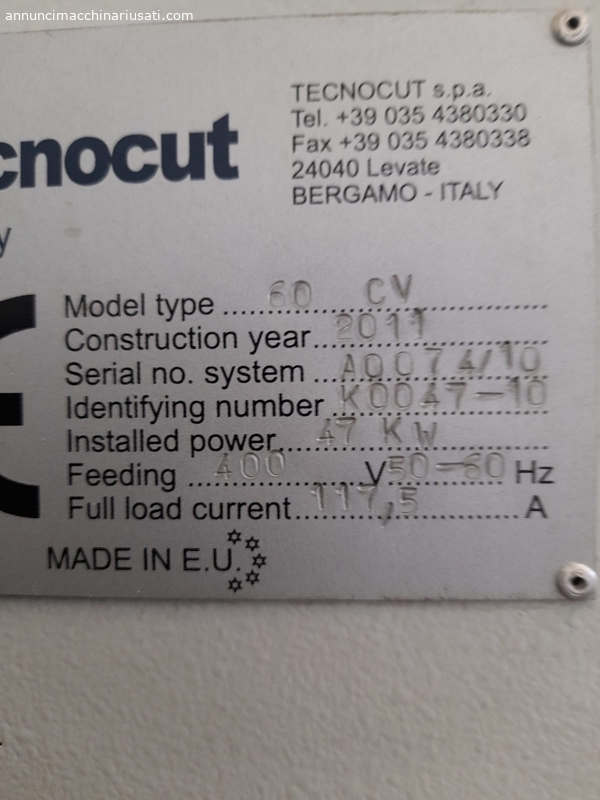 annuncimacchinariusati.com
TECNOCUT s.p.a.
Tel. +39 035 4380330
Fax +39 035 4380338
24040 Levate
BERGAMO - ITALY
cnocut
y
Model type ..... 60 CV
Construction year.... 2011
Serial no. system .... AQ074/10
Identifying number .. K0047-10
Installed power.... 47 KW
Feeding ..... 400 V 50-60 Hz
Full load current.... 117,5 A
MADE IN E.U.